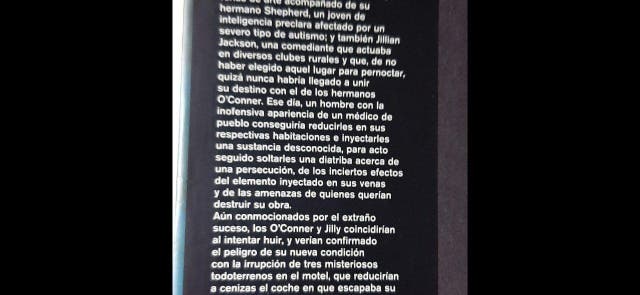 de arte acompañado de su
hermano Shepherd, un joven de
inteligencia preclara afectado por un
severo tipo de autismo; y también Jillian
Jackson, una comediante que actuaba
en diversos clubes rurales y que, de no
haber elegido aquel lugar para pernoctar,
quizá nunca habría llegado a unir
su destino con el de los hermanos
O'Conner. Ese día, un hombre con la
inofensiva apariencia de un médico de
pueblo conseguiría reducirles en sus
respectivas habitaciones e inyectarles
una sustancia desconocida, para acto
seguido soltarles una diatriba acerca de
una persecución, de los inciertos efectos
del elemento inyectado en sus venas
y de las amenazas de quienes querían
destruir su obra.
Aún conmocionados por el extraño
suceso, los O'Conner y Jilly coincidirían
al intentar huir, y verían confirmado
el peligro de su nueva condición
con la irrupción de tres misteriosos
todoterrenos en el motel, que reducirían
a cenizas el coche en que escapaba su